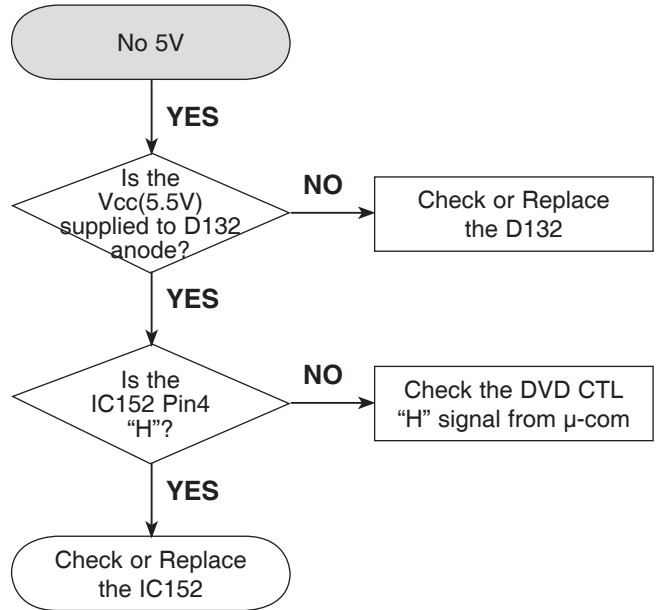 No 5V
YES
Is the
Vcc(5.5V)
supplied to D132
anode?
NO
Check or Replace
the D132
YES
Is the
IC152 Pin4
“H”?
NO
Check the DVD CTL
“H” signal from µ-com
YES
Check or Replace
the IC152